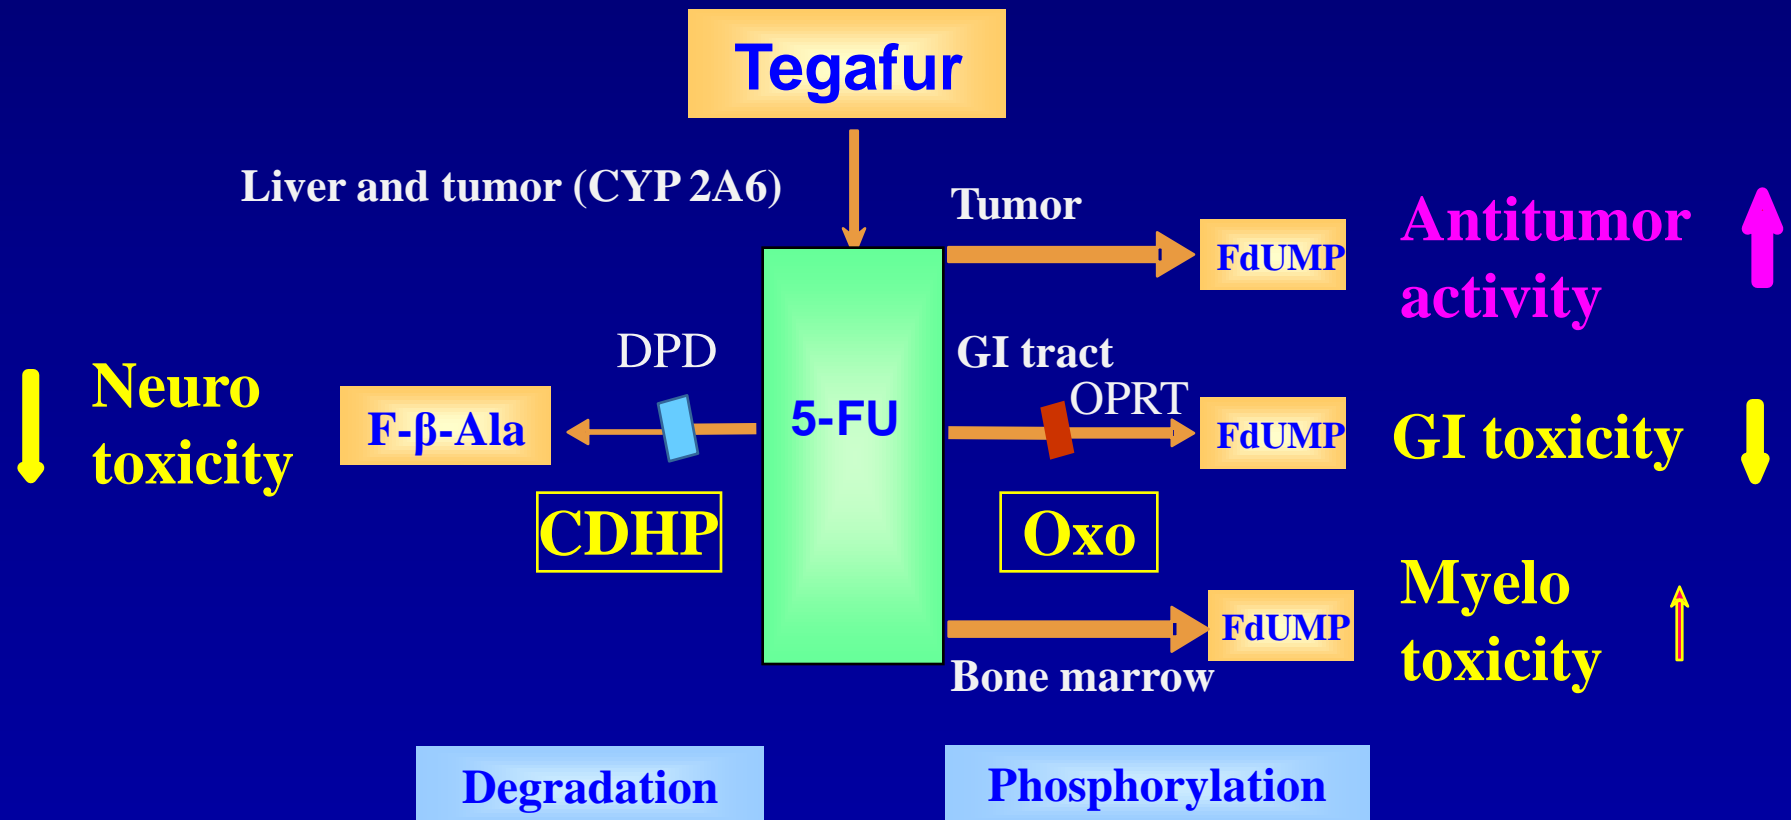 Tegafur
Liver and tumor (CYP 2A6)
Tumor
FdUMP
Antitumor
activity
DPD
GI tract
OPRT
Neuro
toxicity
F-β-Ala
5-FU
FdUMP
GI toxicity
CDHP
Oxo
Myelo
toxicity
FdUMP
Bone marrow
Degradation
Phosphorylation